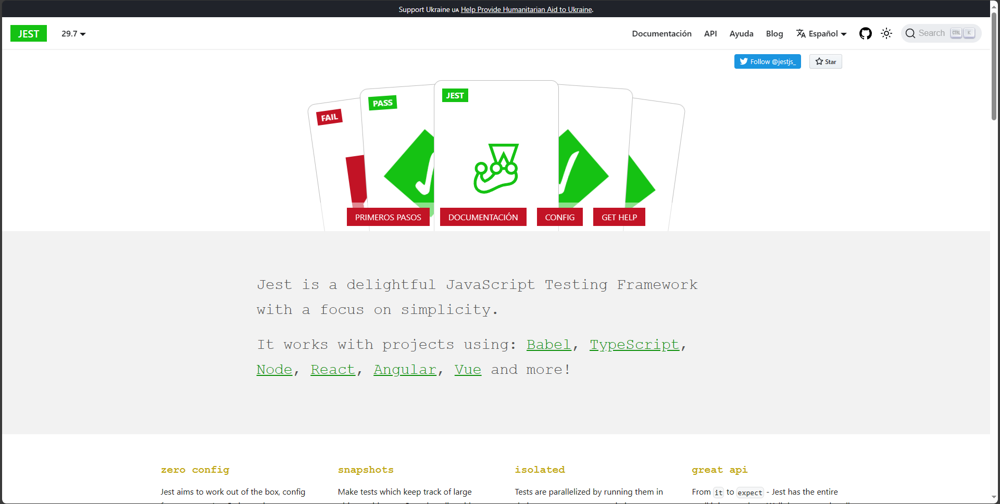 Support Ukraine UA Help Provide Humanitarian Aid to Ukraine.
JEST 29.7 Documentación API Ayuda Blog Español Search CTRL K
Follow @jestjs_ Star
FAIL
PASS
JEST
PRIMEROS PASOS DOCUMENTACIÓN CONFIG GET HELP
Jest is a delightful JavaScript Testing Framework
with a focus on simplicity.
It works with projects using: Babel, TypeScript,
Node, React, Angular, Vue and more!
zero config
Jest aims to work out of the box, config
snapshots
Make tests which keep track of large
isolated
Tests are parallelized by running them in
great api
From it to expect - Jest has the entire